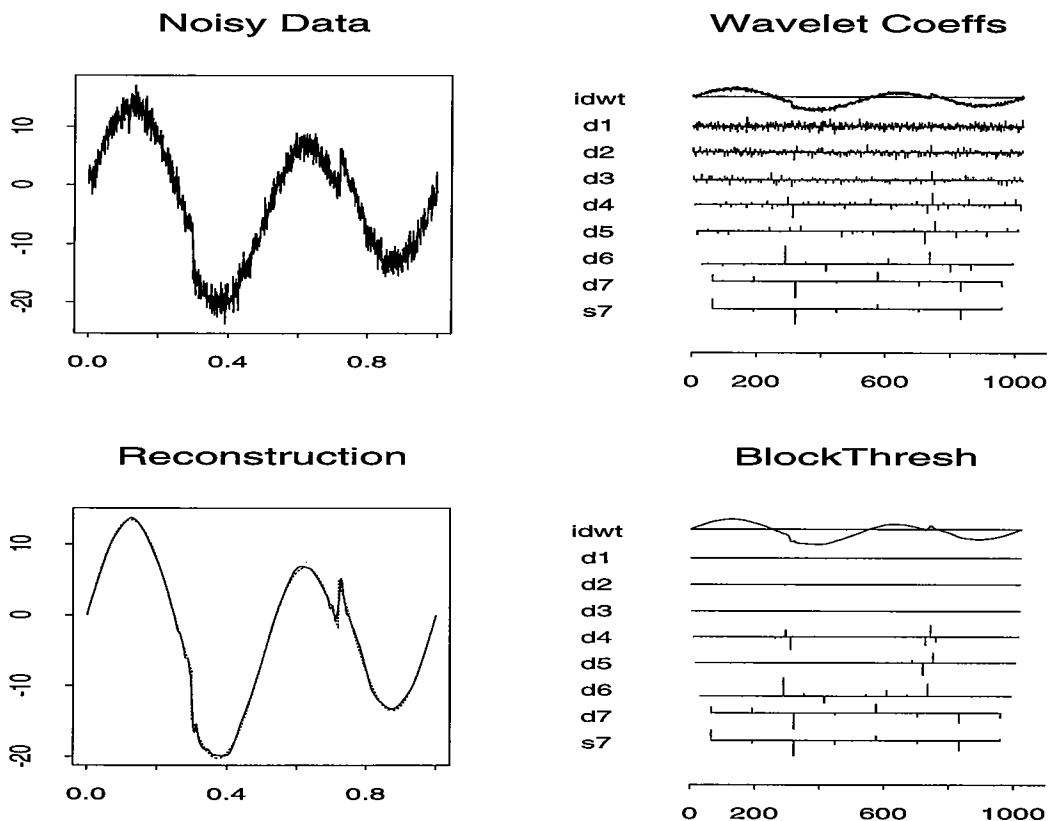 Noisy Data
10
0
-10
-20
0.0 0.4 0.8
Wavelet Coeffs
idwt
d1
d2
d3
d4
d5
d6
d7
s7
0 200 600 1000
Reconstruction
10
0
-10
-20
0.0 0.4 0.8
BlockThresh
idwt
d1
d2
d3
d4
d5
d6
d7
s7
0 200 600 1000